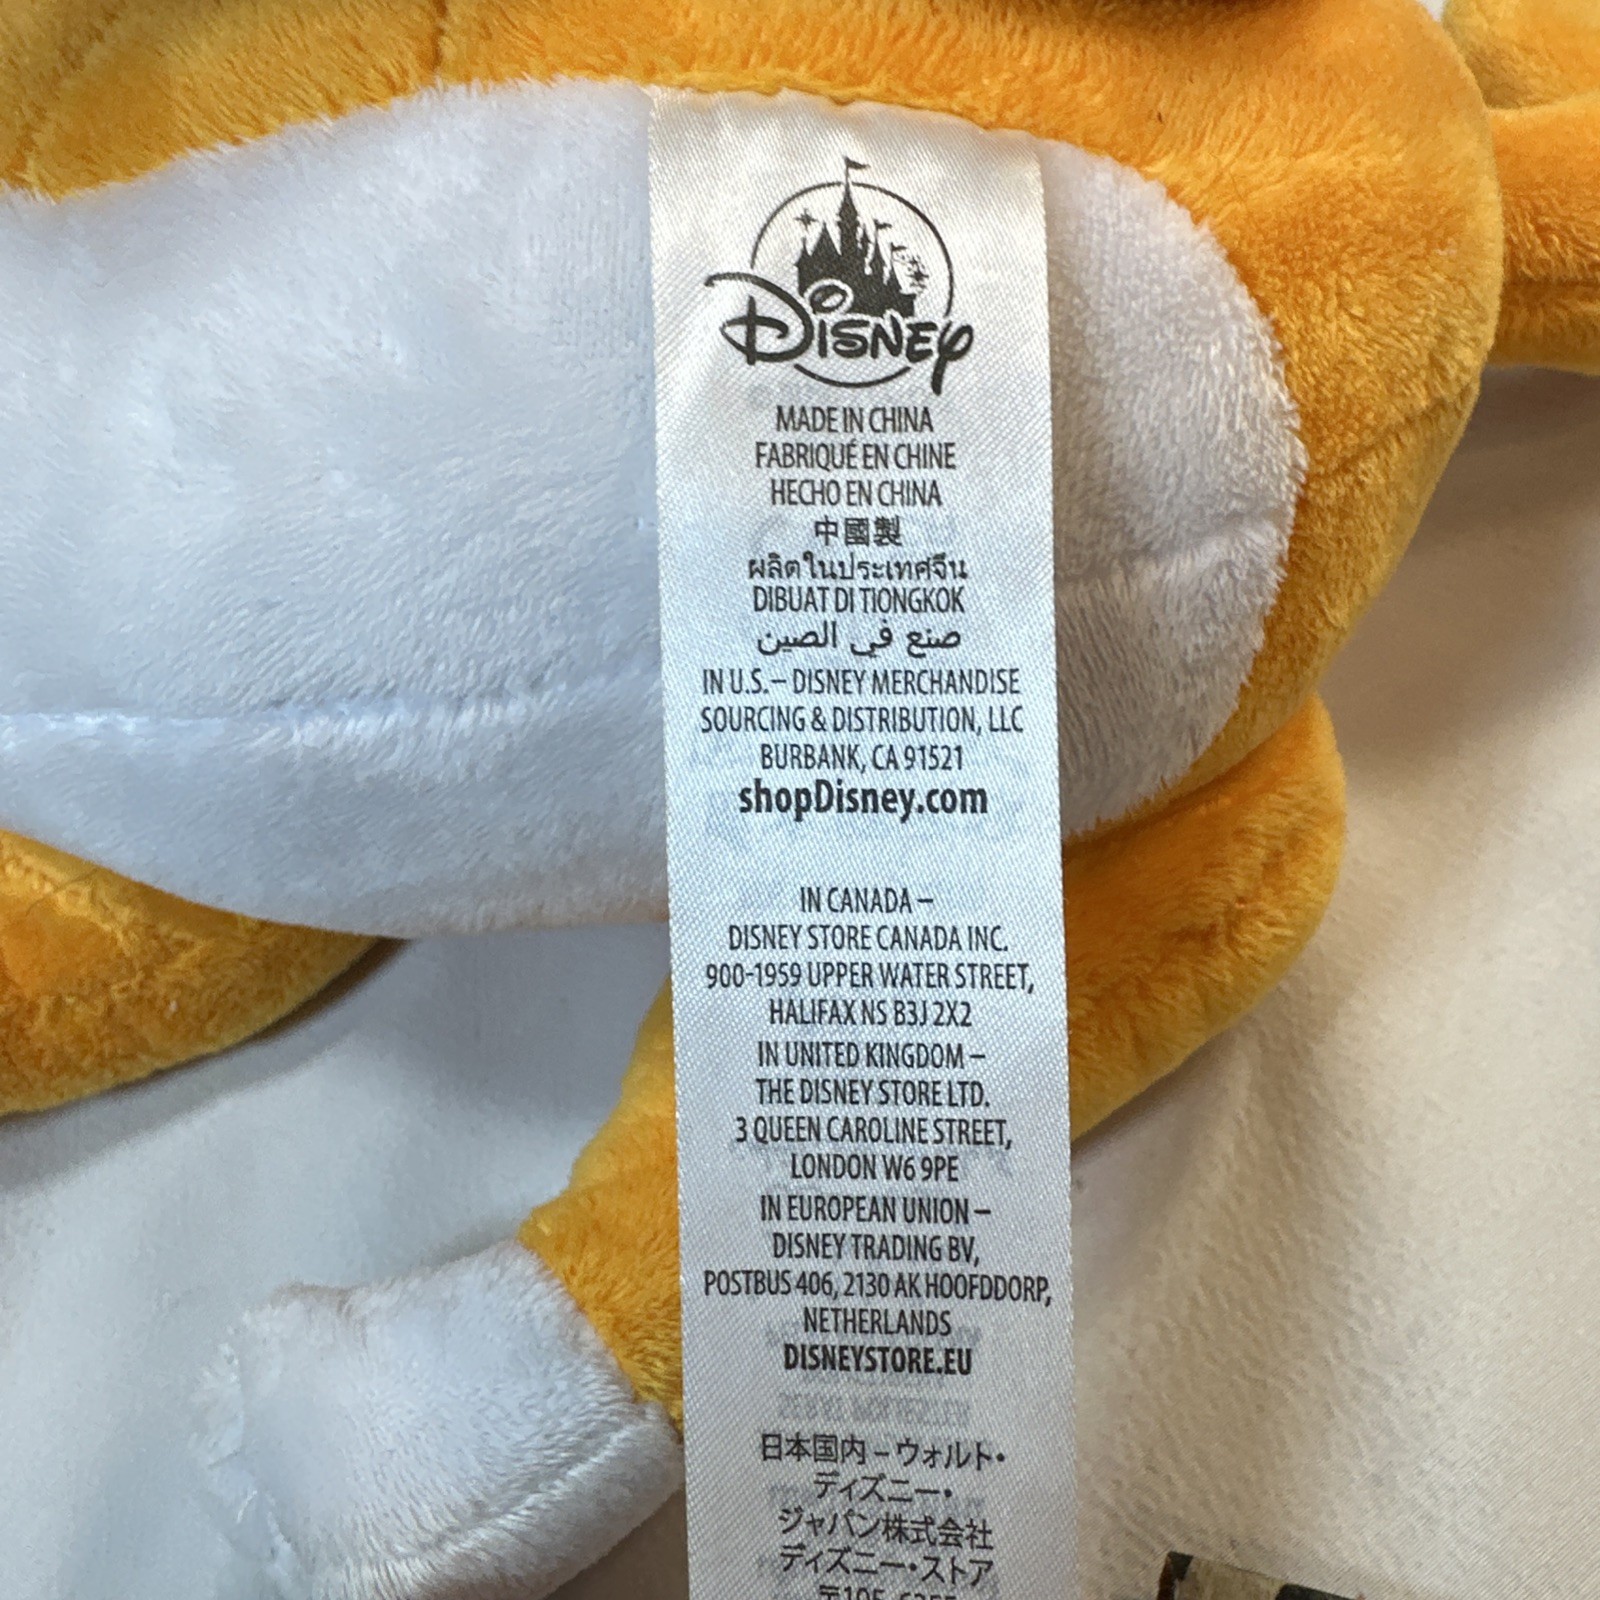 Disney
MADE IN CHINA
FABRIQUÉ EN CHINE
HECHO EN CHINA
中國製
ผลิตในประเทศจีน
DIBUAT DI TIONGKOK
صنع في الصين
IN U.S.– DISNEY MERCHANDISE
SOURCING & DISTRIBUTION, LLC
BURBANK, CA 91521
shopDisney.com
IN CANADA –
DISNEY STORE CANADA INC.
900-1959 UPPER WATER STREET,
HALIFAX NS B3J 2X2
IN UNITED KINGDOM –
THE DISNEY STORE LTD.
3 QUEEN CAROLINE STREET,
LONDON W6 9PE
IN EUROPEAN UNION –
DISNEY TRADING BV,
POSTBUS 406, 2130 AK HOOFDDORP,
NETHERLANDS
DISNEYSTORE.EU
日本国内 – ウォルト・
ディズニー・
ジャパン株式会社
ディズニー・ストア